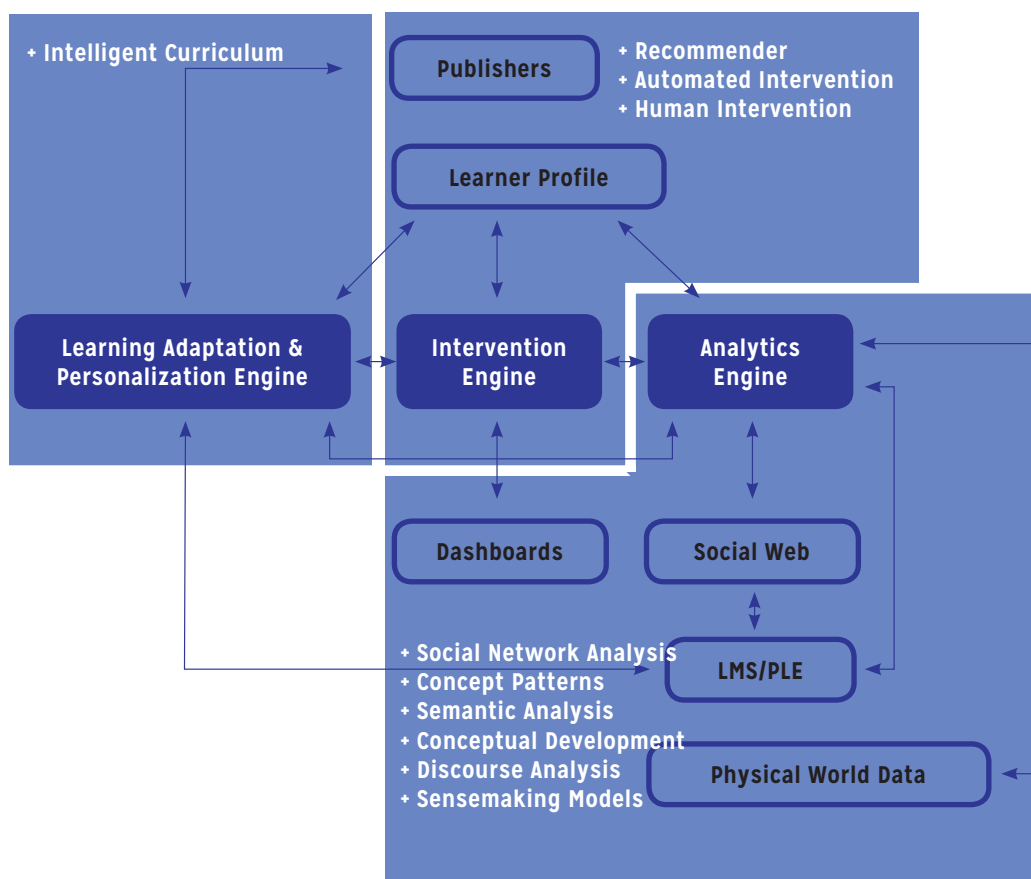 + Intelligent Curriculum
Publishers
+ Recommender
+ Automated Intervention
+ Human Intervention
Learner Profile
Learning Adaptation &
Personalization Engine
Intervention
Engine
Analytics
Engine
Dashboards
Social Web
+ Social Network Analysis
+ Concept Patterns
+ Semantic Analysis
+ Conceptual Development
+ Discourse Analysis
+ Sensemaking Models
LMS/PLE
Physical World Data